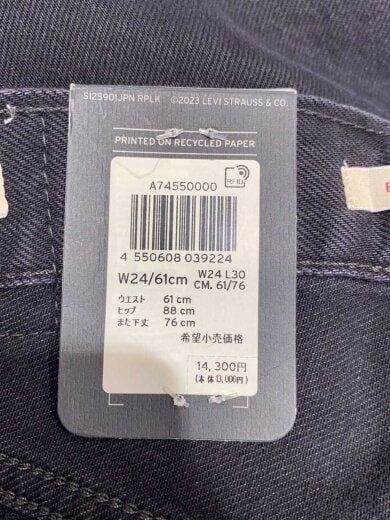 S125901JPN RPLK ©2023 LEVI STRAUSS & CO.
PRINTED ON RECYCLED PAPER
RFID
A74550000
4 550608 039224
W24/61cm W24 L30
CM. 61/76
ウエスト 61 cm
ヒップ 88 cm
また下丈 76 cm
希望小売価格
14,300円
(本体13,000円)